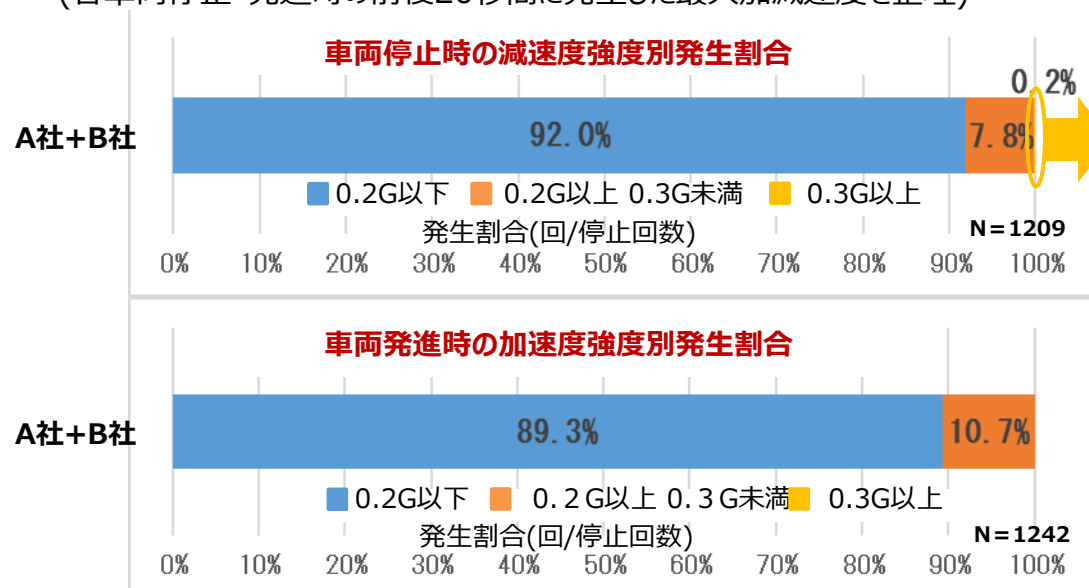 車両停止時の減速度強度別発生割合
0.2%
A社+B社
92.0%
7.8%
0.2G以下 0.2G以上 0.3G未満 0.3G以上
発生割合(回/停止回数)
N=1209
0% 10% 20% 30% 40% 50% 60% 70% 80% 90% 100%
車両発進時の加速度強度別発生割合
A社+B社
89.3%
10.7%
0.2G以下 0.2G以上 0.3G未満 0.3G以上
発生割合(回/停止回数)
N=1242
0% 10% 20% 30% 40% 50% 60% 70% 80% 90% 100%